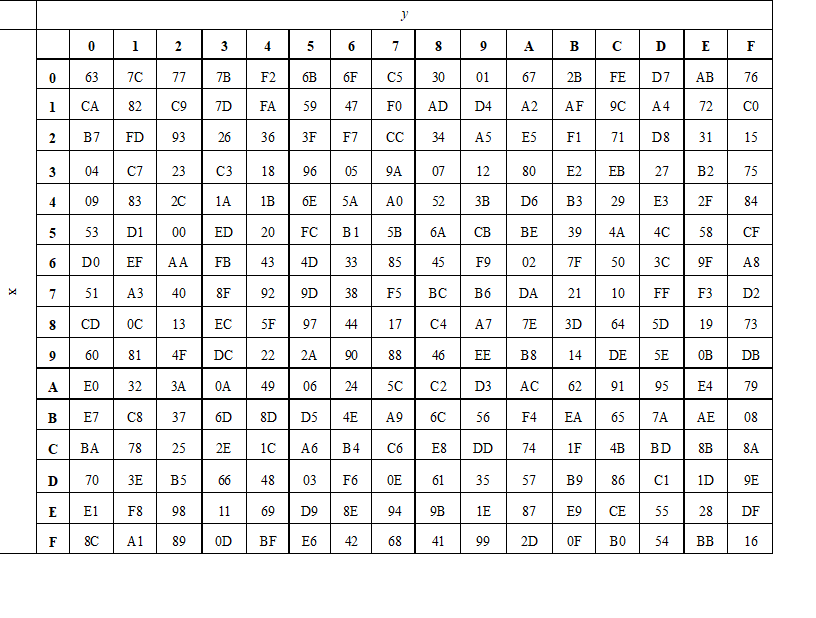 y
0 1 2 3 4 5 6 7 8 9 A B C D E F
0 63 7C 77 7B F2 6B 6F C5 30 01 67 2B FE D7 AB 76
1 CA 82 C9 7D FA 59 47 F0 AD D4 A2 AF 9C A4 72 C0
2 B7 FD 93 26 36 3F F7 CC 34 A5 E5 F1 71 D8 31 15
3 04 C7 23 C3 18 96 05 9A 07 12 80 E2 EB 27 B2 75
4 09 83 2C 1A 1B 6E 5A A0 52 3B D6 B3 29 E3 2F 84
5 53 D1 00 ED 20 FC B1 5B 6A CB BE 39 4A 4C 58 CF
6 D0 EF AA FB 43 4D 33 85 45 F9 02 7F 50 3C 9F A8
x
7 51 A3 40 8F 92 9D 38 F5 BC B6 DA 21 10 FF F3 D2
8 CD 0C 13 EC 5F 97 44 17 C4 A7 7E 3D 64 5D 19 73
9 60 81 4F DC 22 2A 90 88 46 EE B8 14 DE 5E 0B DB
A E0 32 3A 0A 49 06 24 5C C2 D3 AC 62 91 95 E4 79
B E7 C8 37 6D 8D D5 4E A9 6C 56 F4 EA 65 7A AE 08
C BA 78 25 2E 1C A6 B4 C6 E8 DD 74 1F 4B BD 8B 8A
D 70 3E B5 66 48 03 F6 0E 61 35 57 B9 86 C1 1D 9E
E E1 F8 98 11 69 D9 8E 94 9B 1E 87 E9 CE 55 28 DF
F 8C A1 89 0D BF E6 42 68 41 99 2D 0F B0 54 BB 16